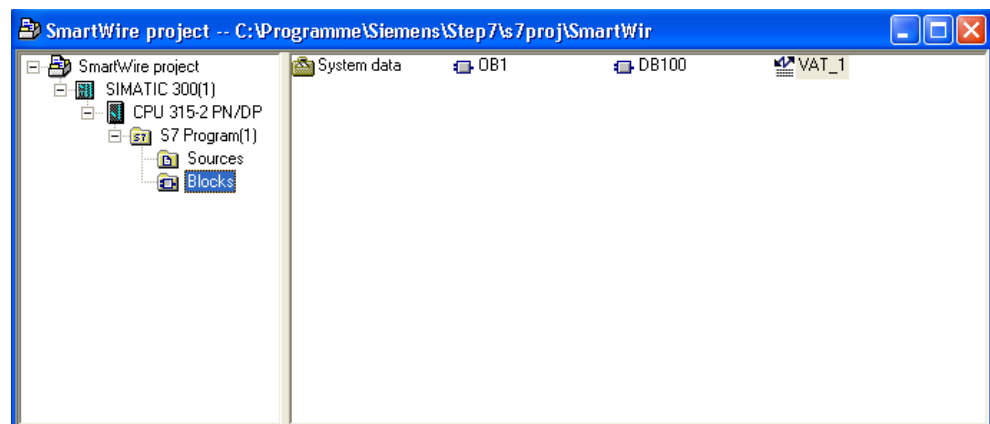 SmartWire project -- C:\Programme\Siemens\Step7\s7proj\SmartWir
SmartWire project
SIMATIC 300(1)
CPU 315-2 PN/DP
S7 Program(1)
Sources
Blocks
System data OB1 DB100 VAT_1